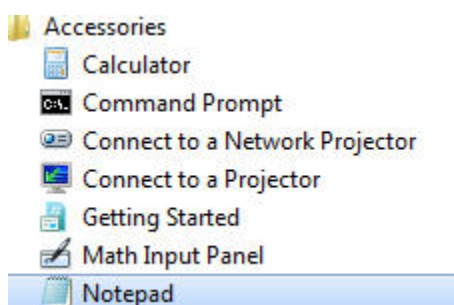 Accessories
Calculator
C:\.
Command Prompt
Connect to a Network Projector
Connect to a Projector
Getting Started
Math Input Panel
Notepad